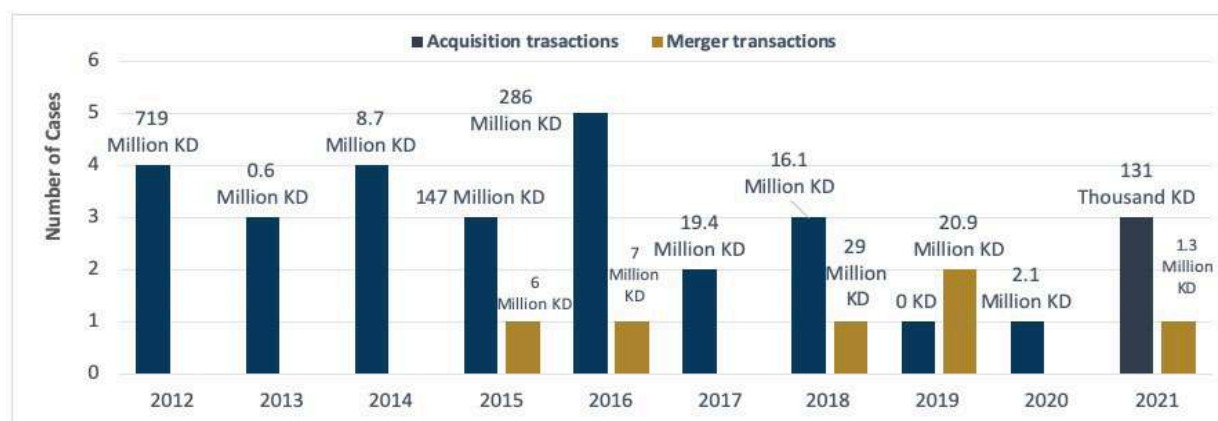 Acquisition trasactions Merger transactions
Number of Cases
6
5
4
3
2
1
0
719
Million KD
0.6
Million KD
8.7
Million KD
147 Million KD
6
Million KD
286
Million KD
7
Million
KD
19.4
Million KD
16.1
Million KD
29
Million
KD
0 KD
20.9
Million KD
2.1
Million KD
131
Thousand KD
1.3
Million
KD
2012 2013 2014 2015 2016 2017 2018 2019 2020 2021